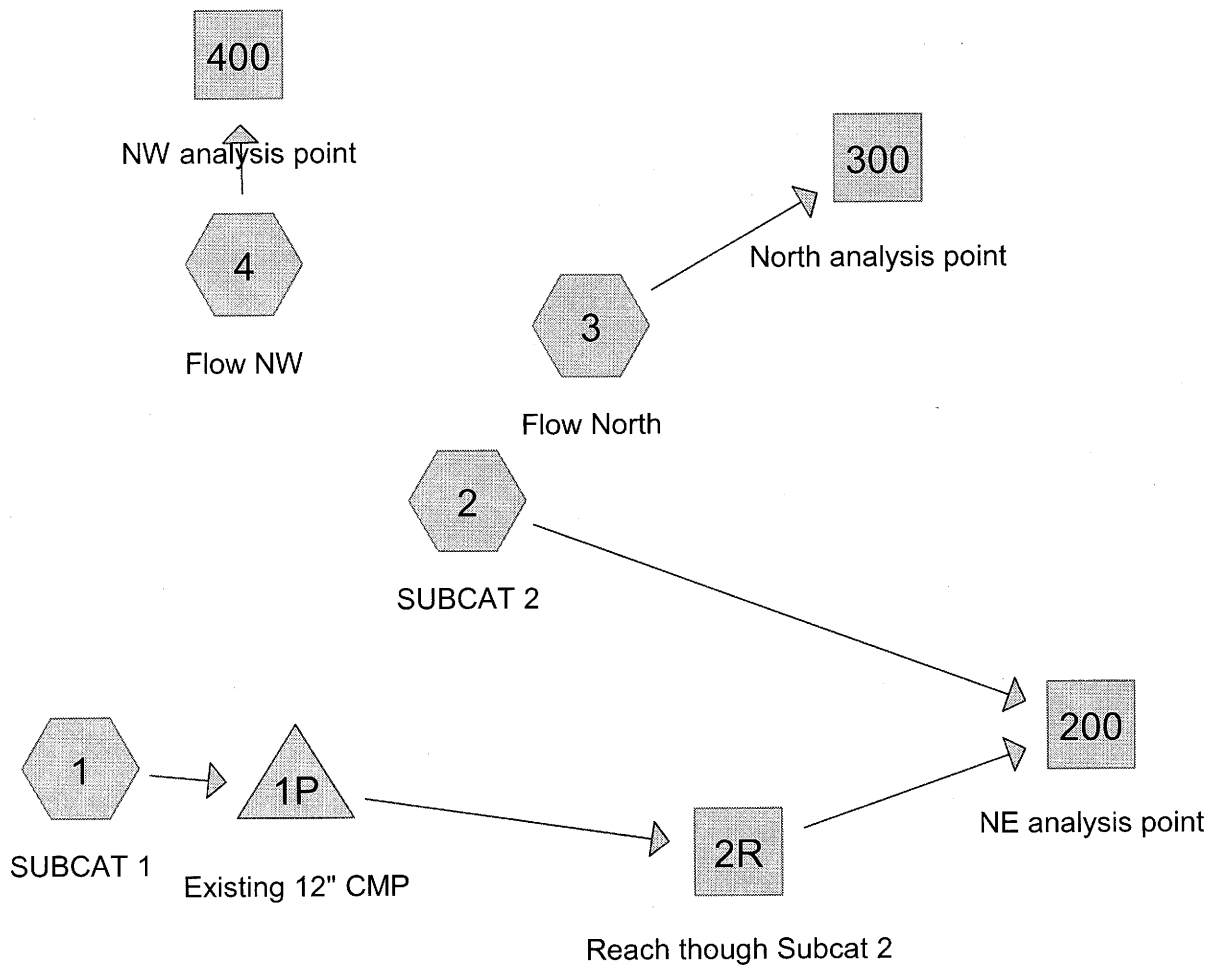 400
NW analysis point
300
North analysis point
4
Flow NW
3
Flow North
2
SUBCAT 2
200
NE analysis point
1
SUBCAT 1
1P
Existing 12" CMP
2R
Reach though Subcat 2